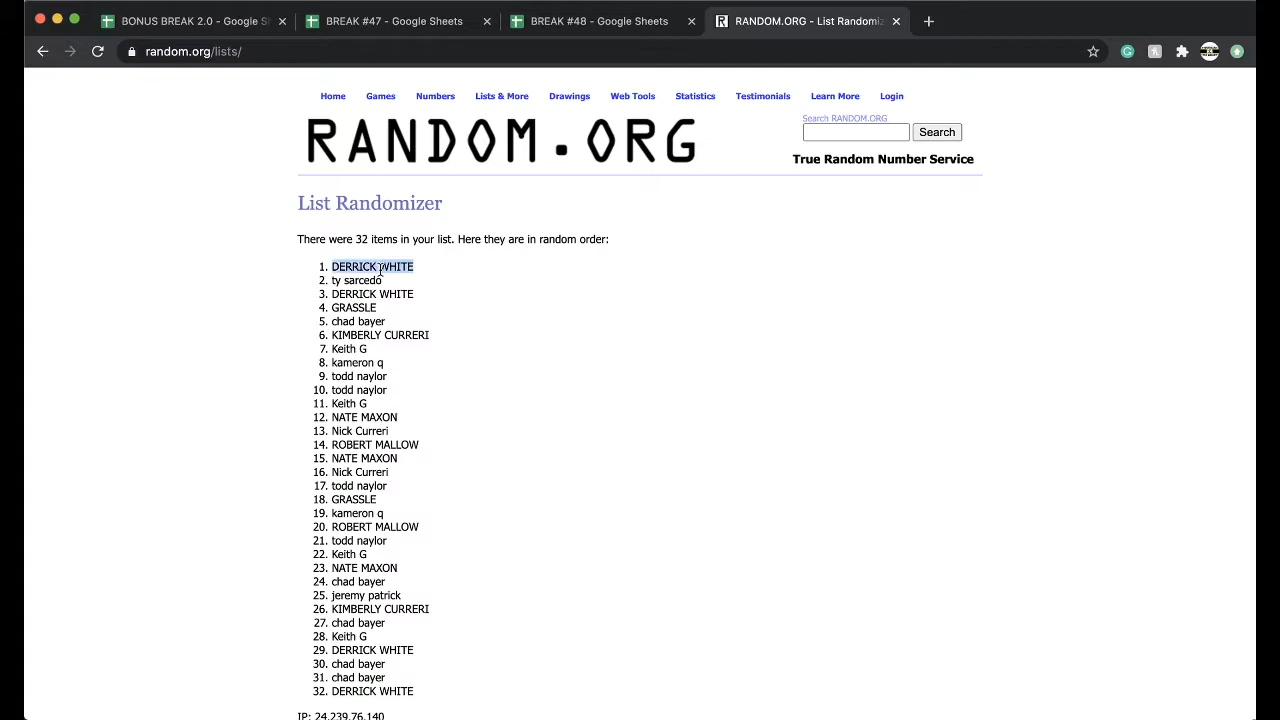 BONUS BREAK 2.0 - Google S
BREAK #47 - Google Sheets
BREAK #48 - Google Sheets
RANDOM.ORG - List Randomiz
random.org/lists/
Home Games Numbers Lists & More Drawings Web Tools Statistics Testimonials Learn More Login
Search RANDOM.ORG
RANDOM.ORG
Search
True Random Number Service
List Randomizer
There were 32 items in your list. Here they are in random order:
1. DERRICK WHITE
2. ty sarcedo
3. DERRICK WHITE
4. GRASSLE
5. chad bayer
6. KIMBERLY CURRERI
7. Keith G
8. kameron q
9. todd naylor
10. todd naylor
11. Keith G
12. NATE MAXON
13. Nick Curreri
14. ROBERT MALLOW
15. NATE MAXON
16. Nick Curreri
17. todd naylor
18. GRASSLE
19. kameron q
20. ROBERT MALLOW
21. todd naylor
22. Keith G
23. NATE MAXON
24. chad bayer
25. jeremy patrick
26. KIMBERLY CURRERI
27. chad bayer
28. Keith G
29. DERRICK WHITE
30. chad bayer
31. chad bayer
32. DERRICK WHITE
IP: 24.239.76.140